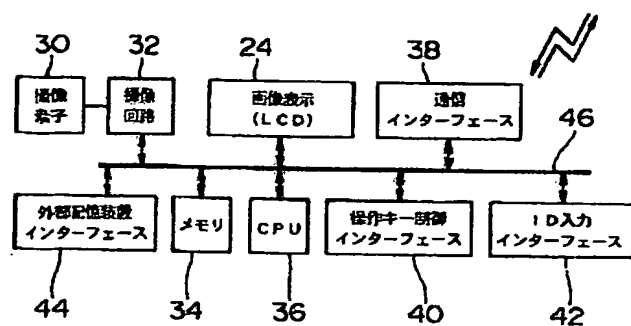 30
32
24
38
撮像
素子
撮像
回路
画像表示
(LCD)
通信
インターフェース
46
外部記憶装置
インターフェース
メモリ
CPU
操作キー制御
インターフェース
ID入力
インターフェース
44
34
36
40
42